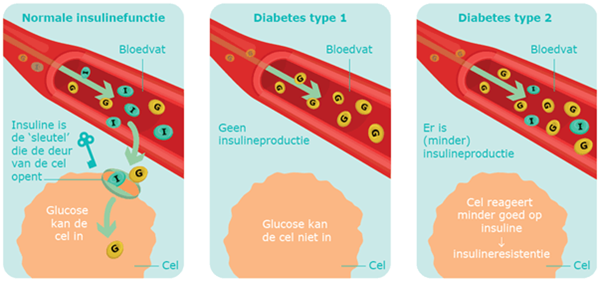 Normale insulinefunctie
Bloedvat
I
G
G
I
G
I
G
I
I
Insuline is
de 'sleutel'
die de deur
van de cel
opent
I
G
Glucose
kan de
cel in
G
Cel
Diabetes type 1
Bloedvat
G
G
G
G
G
G
G
G
Geen
insulineproductie
Glucose kan
de cel niet in
Cel
Diabetes type 2
Bloedvat
G
I
G
G
G
G
G
I
G
I
Er is
(minder)
insulineproductie
Cel reageert
minder goed op
insuline
↓
insulineresistentie
Cel